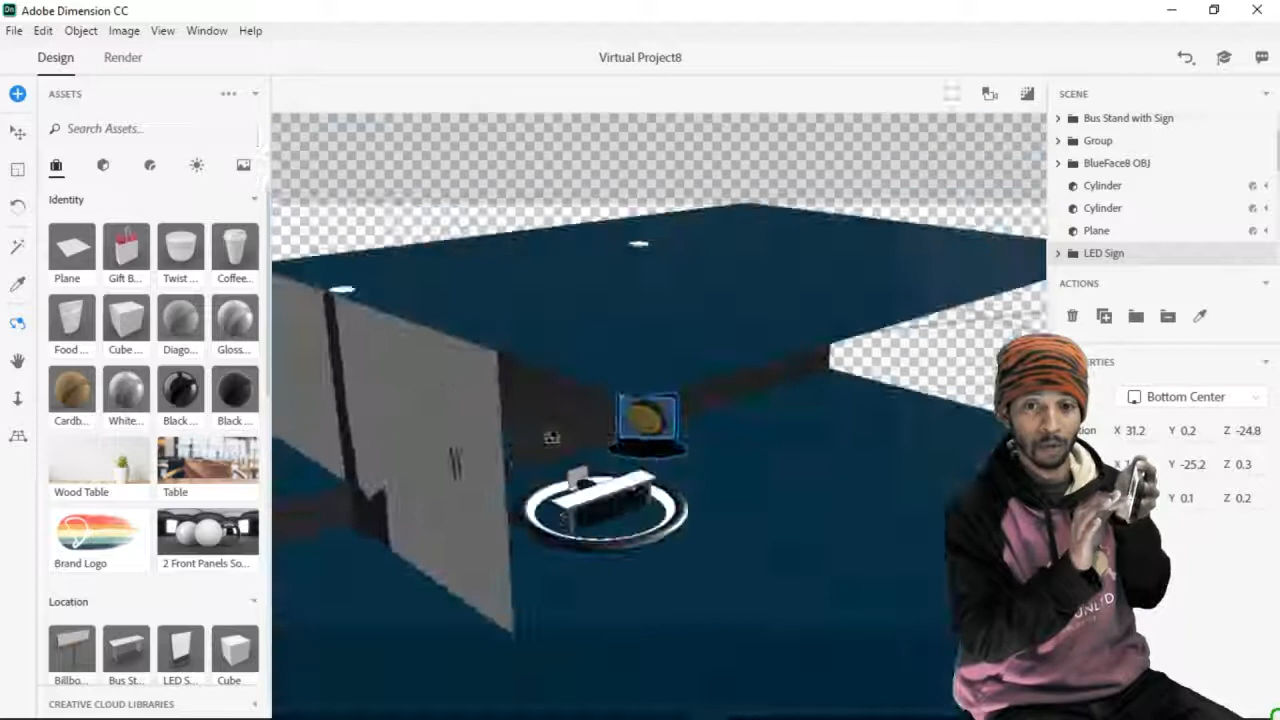 Dn Adobe Dimension CC
File Edit Object Image View Window Help
Design Render Virtual Project8
ASSETS
Search Assets...
Identity
Plane Gift B... Twist ... Coffee...
Food ... Cube ... Diago... Gloss...
Cardb... White... Black ... Black ...
Wood Table Table
Brand Logo 2 Front Panels So...
Location
Billbo... Bus St... LED S... Cube
CREATIVE CLOUD LIBRARIES
SCENE
Bus Stand with Sign
Group
BlueFace8 OBJ
Cylinder
Cylinder
Plane
LED Sign
ACTIONS
Bottom Center
X 31.2 Y 0.2 Z -24.8
Y -25.2 Z 0.3
Y 0.1 Z 0.2